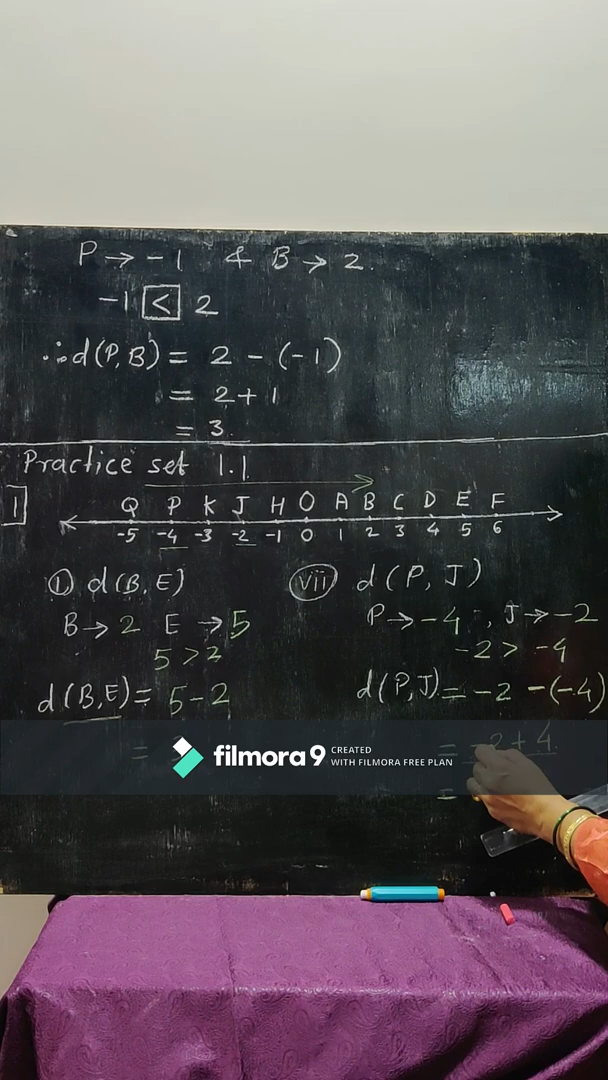 P → -1 & B → 2.
-1 < 2
∴ d(P, B) = 2 - (-1)
= 2 + 1
= 3
Practice set 1.1
1
Q P K J H O A B C D E F
-5 -4 -3 -2 -1 0 1 2 3 4 5 6
i d(B, E)
B → 2 E → 5
5 > 2
d(B, E) = 5 - 2
=
vii d(P, J)
P → -4, J → -2
-2 > -4
d(P, J) = -2 - (-4)
= -2 + 4
=
filmora 9 CREATED
WITH FILMORA FREE PLAN